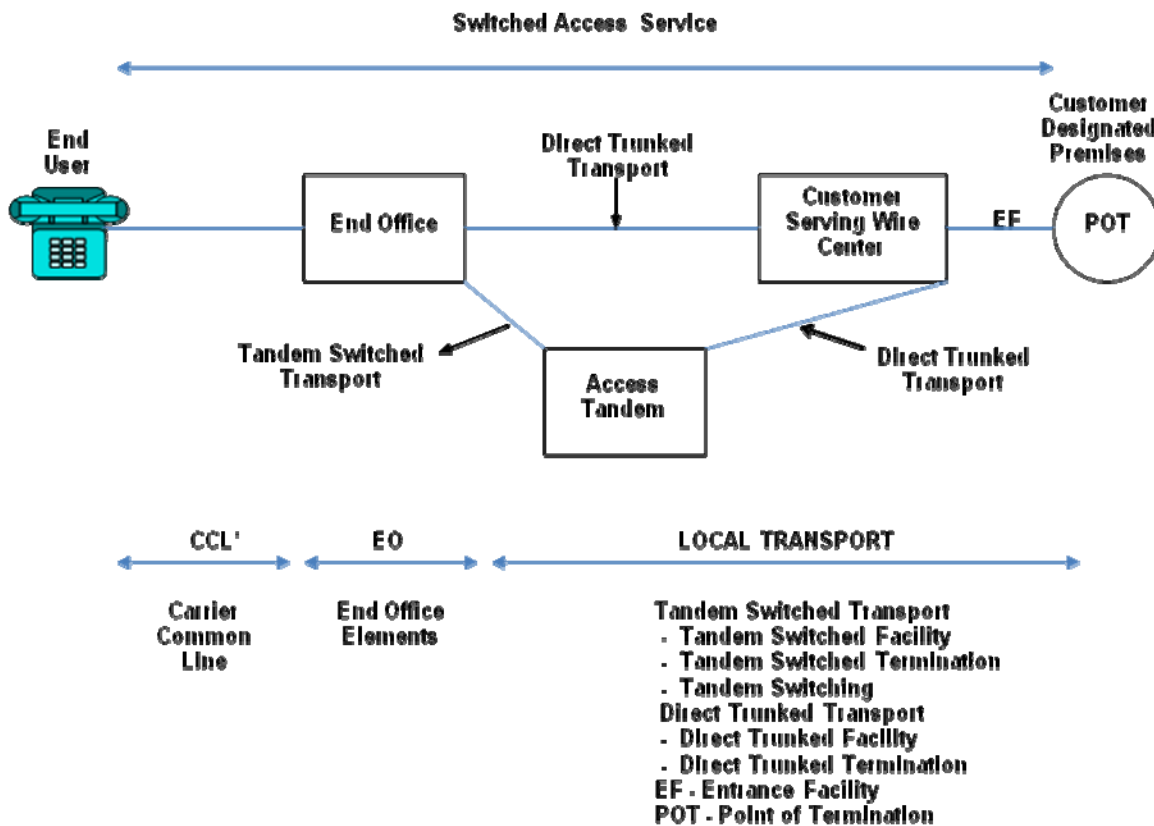 Switched Access Service
End
User
Direct Trunked
Transport
Customer
Designated
Premises
End Office
Customer
Serving Wire
Center
EF
POT
Tandem Switched
Transport
Access
Tandem
Direct Trunked
Transport
CCL'
EO
LOCAL TRANSPORT
Carrier
Common
Line
End Office
Elements
Tandem Switched Transport
- Tandem Switched Facility
- Tandem Switched Termination
- Tandem Switching
Direct Trunked Transport
- Direct Trunked Facility
- Direct Trunked Termination
EF - Entrance Facility
POT - Point of Termination